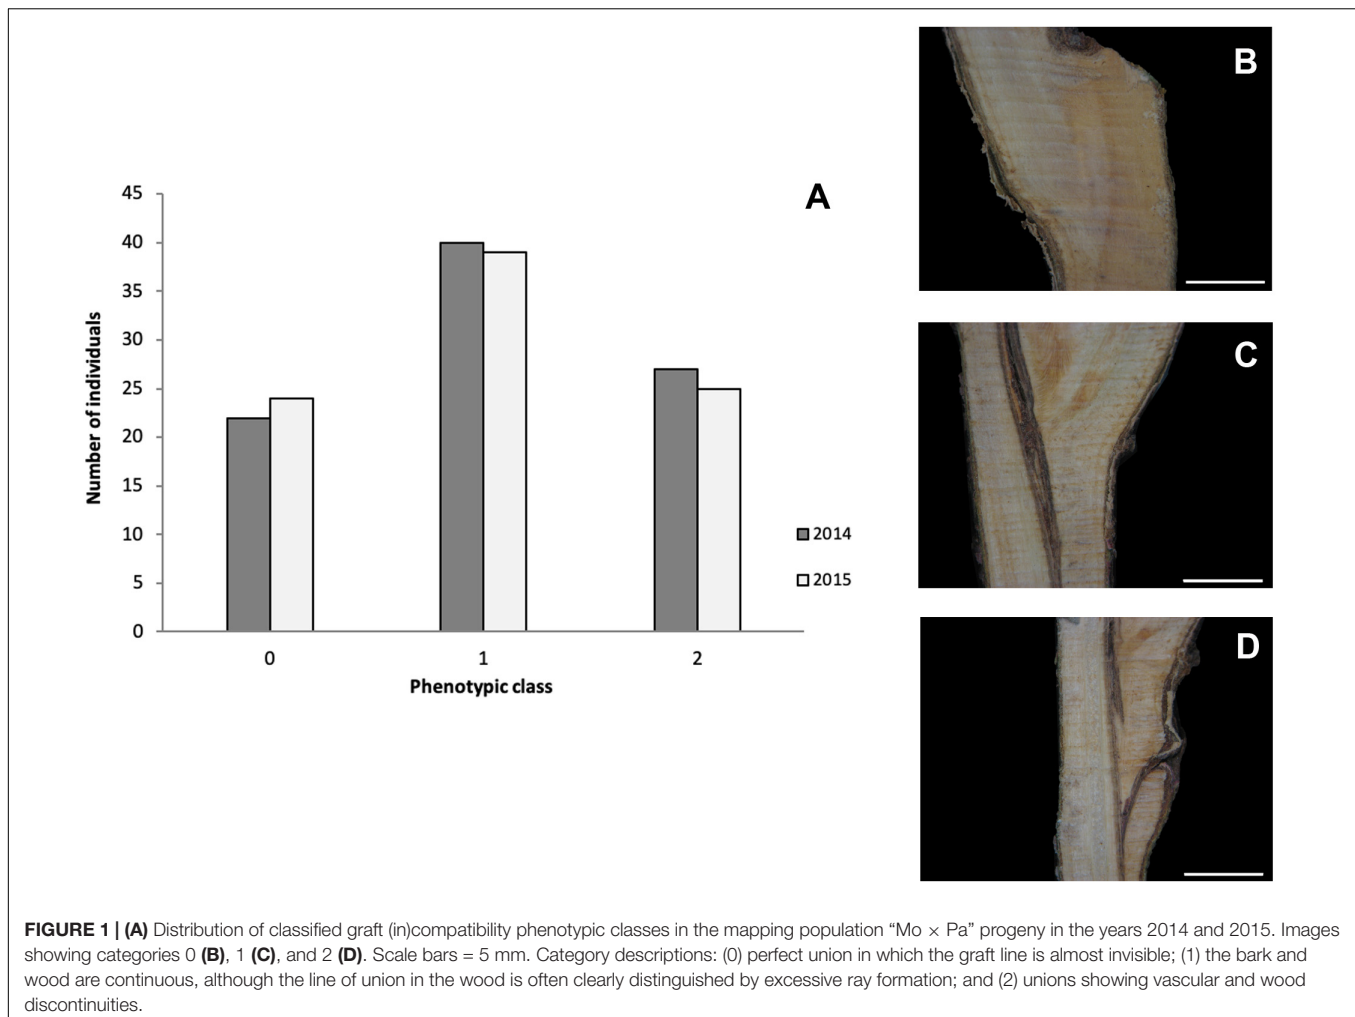 A
45
40
35
30
25
20
15
10
5
0
Number of individuals
0 1 2
Phenotypic class
2014
2015
B
C
D
FIGURE 1 | (A) Distribution of classified graft (in)compatibility phenotypic classes in the mapping population “Mo × Pa” progeny in the years 2014 and 2015. Images
showing categories 0 (B), 1 (C), and 2 (D). Scale bars = 5 mm. Category descriptions: (0) perfect union in which the graft line is almost invisible; (1) the bark and
wood are continuous, although the line of union in the wood is often clearly distinguished by excessive ray formation; and (2) unions showing vascular and wood
discontinuities.